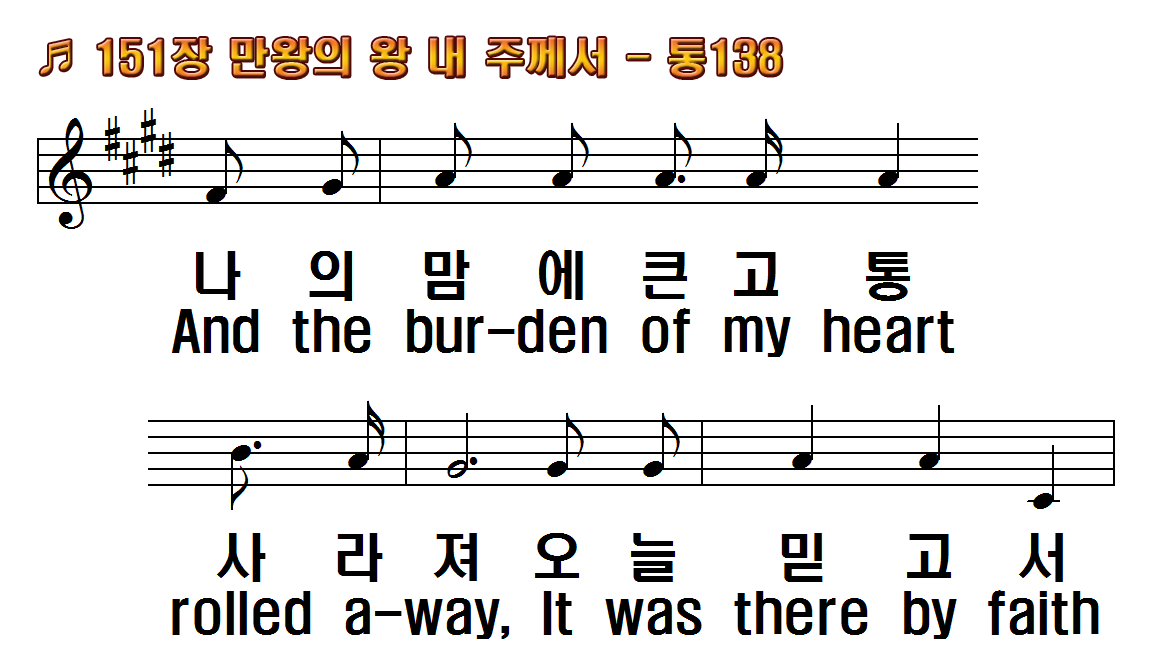 ♬ 151장 만왕의 왕 내 주께서 - 통138
나 의 맘 에 큰 고 통
And the bur-den of my heart
사 라 져 오 늘 믿 고 서
rolled a-way, It was there by faith